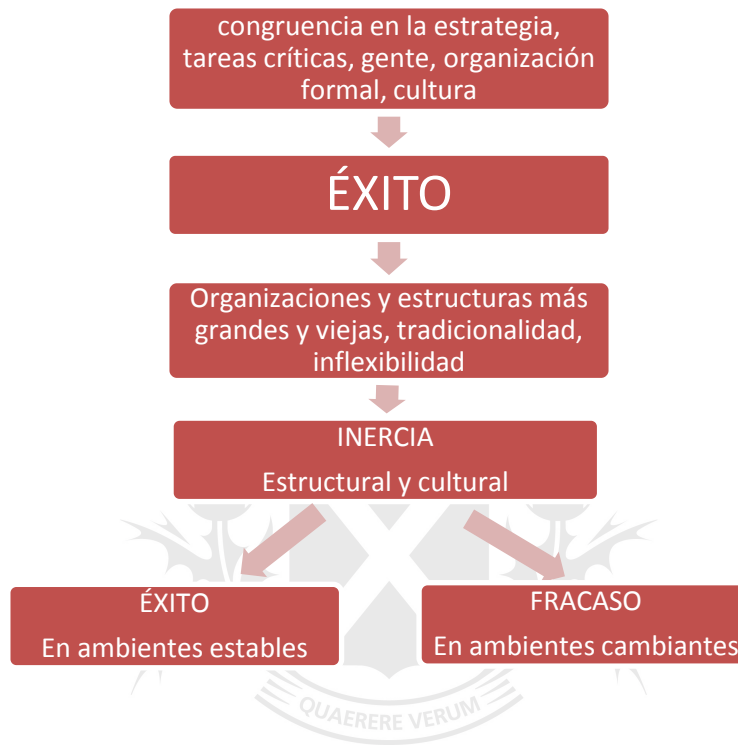 congruencia en la estrategia,
tareas críticas, gente, organización
formal, cultura
ÉXITO
Organizaciones y estructuras más
grandes y viejas, tradicionalidad,
inflexibilidad
INERCIA
Estructural y cultural
ÉXITO
En ambientes estables
FRACASO
En ambientes cambiantes
QUAERERE VERUM